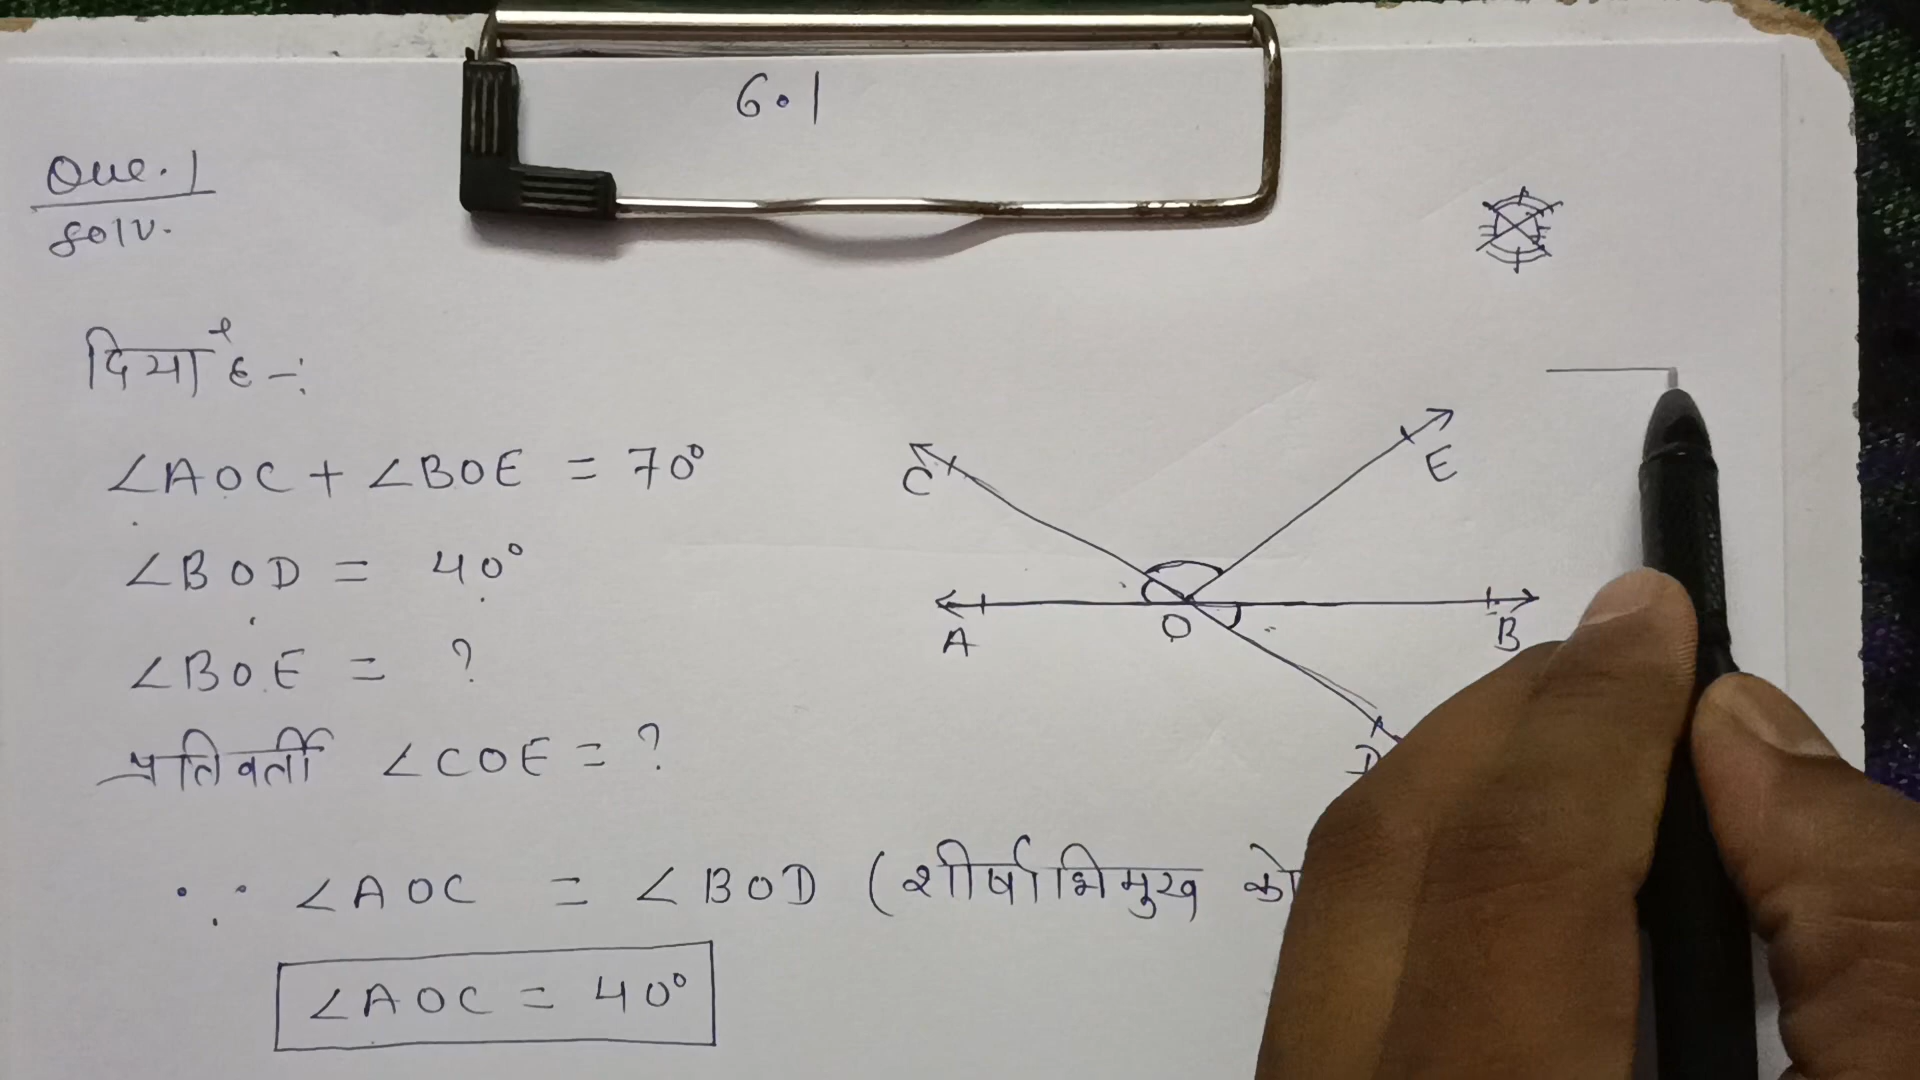 6.1
Que. 1
Solv.
दिया है -:
∠AOC + ∠BOE = 70°
∠BOD = 40°
∠BOE = ?
प्रतिवर्ती ∠COE = ?
C
E
A
O
B
D
∵ ∠AOC = ∠BOD (शीर्षाभिमुख को
∠AOC = 40°